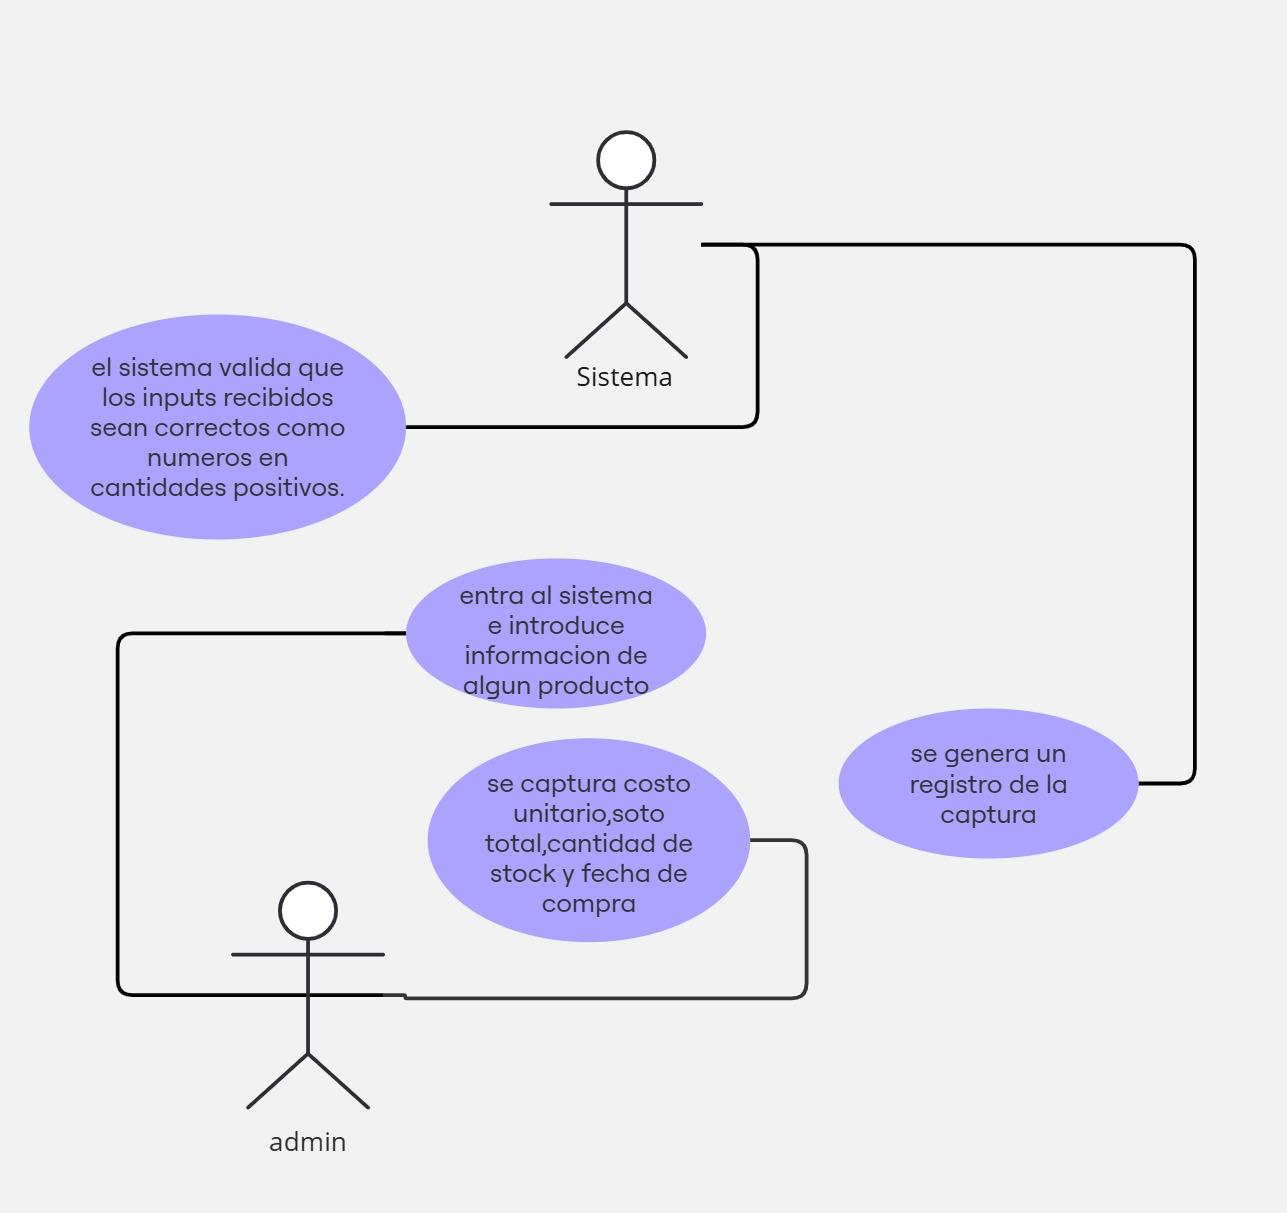 Sistema
el sistema valida que
los inputs recibidos
sean correctos como
numeros en
cantidades positivos.
entra al sistema
e introduce
informacion de
algun producto
se genera un
registro de la
captura
se captura costo
unitario,soto
total,cantidad de
stock y fecha de
compra
admin